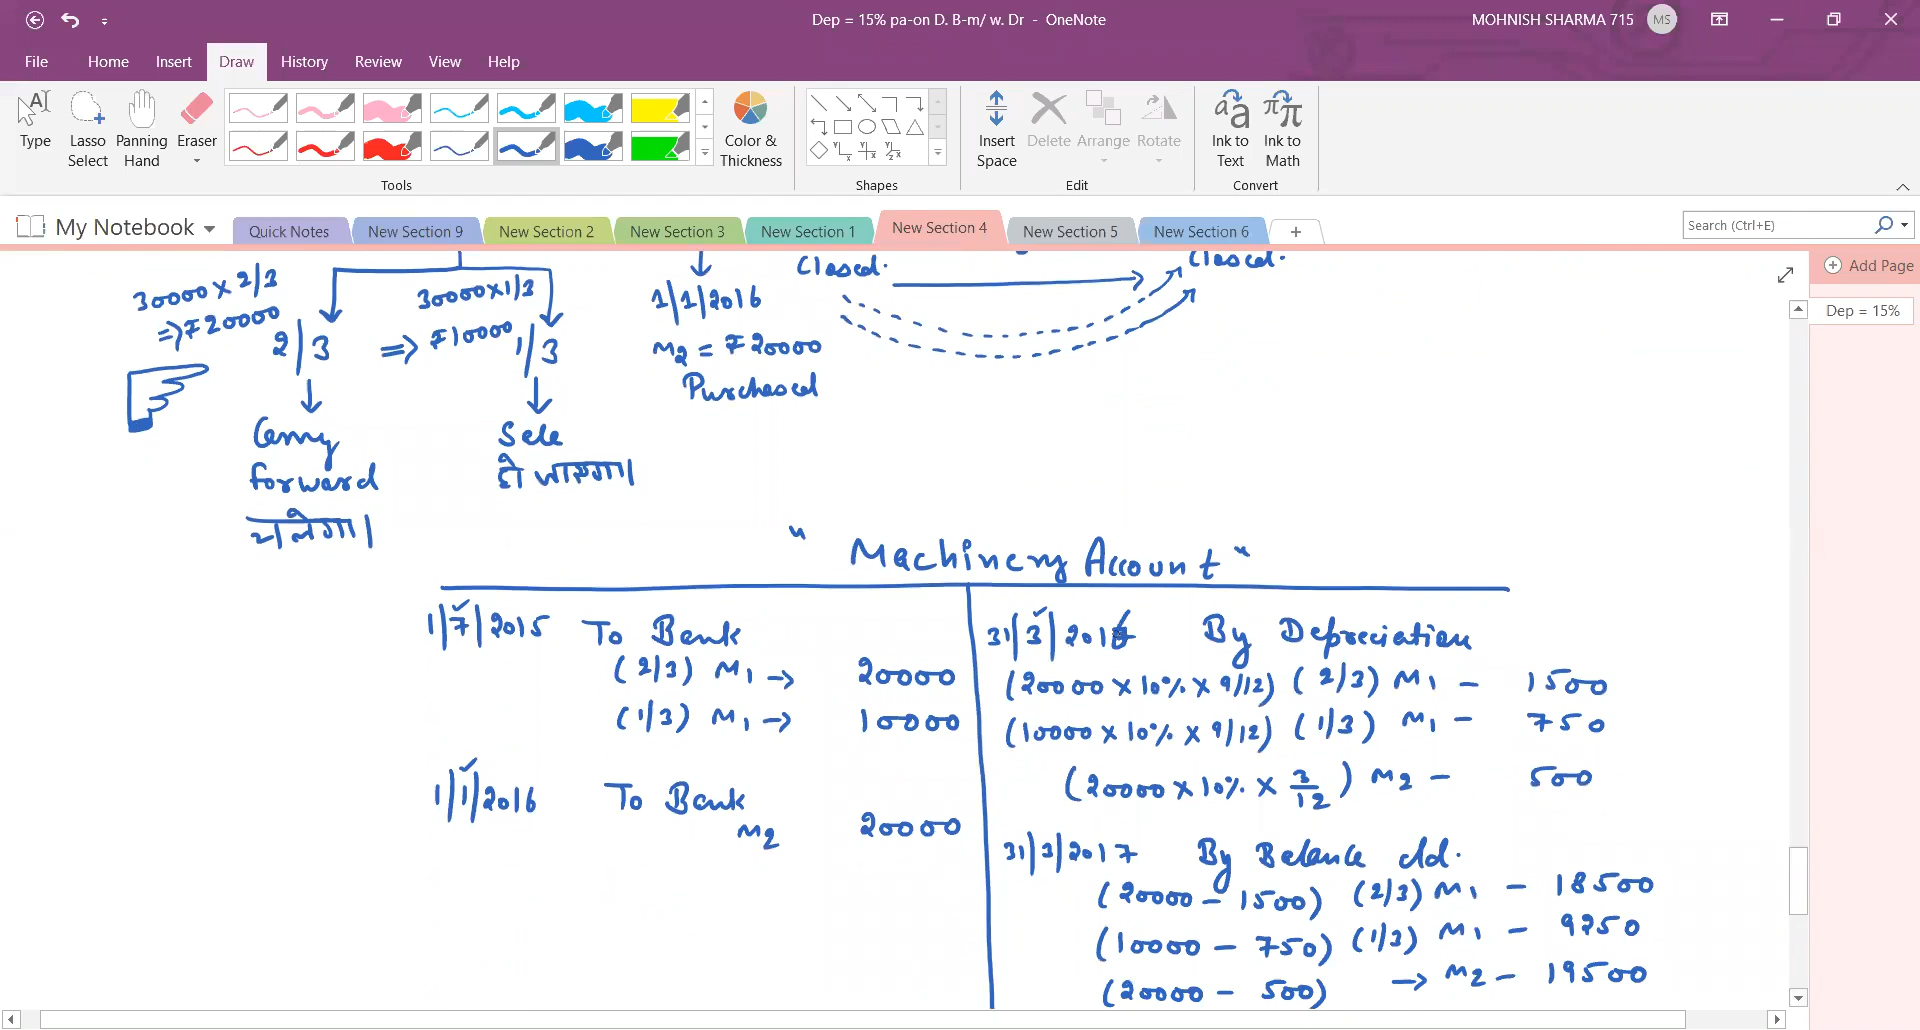 Dep = 15% pa-on D. B-m/ w. Dr - OneNote
MOHNISH SHARMA 715
MS
File
Home
Insert
Draw
History
Review
View
Help
Type
Lasso Select
Panning Hand
Eraser
Color & Thickness
Insert Space
Delete
Arrange
Rotate
Ink to Text
Ink to Math
Tools
Shapes
Edit
Convert
My Notebook
Quick Notes
New Section 9
New Section 2
New Section 3
New Section 1
New Section 4
New Section 5
New Section 6
Search (Ctrl+E)
Add Page
Dep = 15%
30000 x 2/3
=> ₹20000
2/3
Carry
forward
चलेगा।
30000 x 1/3
=> ₹10000
1/3
Sale
हो जाएगा।
1/1/2016
M2 = ₹20000
Purchased
Closed.
Closed.
"Machinery Account"
1/7/2015 To Bank
(2/3) M1 → 20000
(1/3) M1 → 10000
1/1/2016 To Bank
M2 20000
By Depreciation
(20000 x 10% x 9/12) (2/3) M1 - 1500
(10000 x 10% x 9/12) (1/3) M1 - 750
(20000 x 10% x 3/12) M2 - 500
31/3/2017 By Balance c/d.
(20000 - 1500) (2/3) M1 - 18500
(10000 - 750) (1/3) M1 - 9250
(20000 - 500) → M2 - 19500